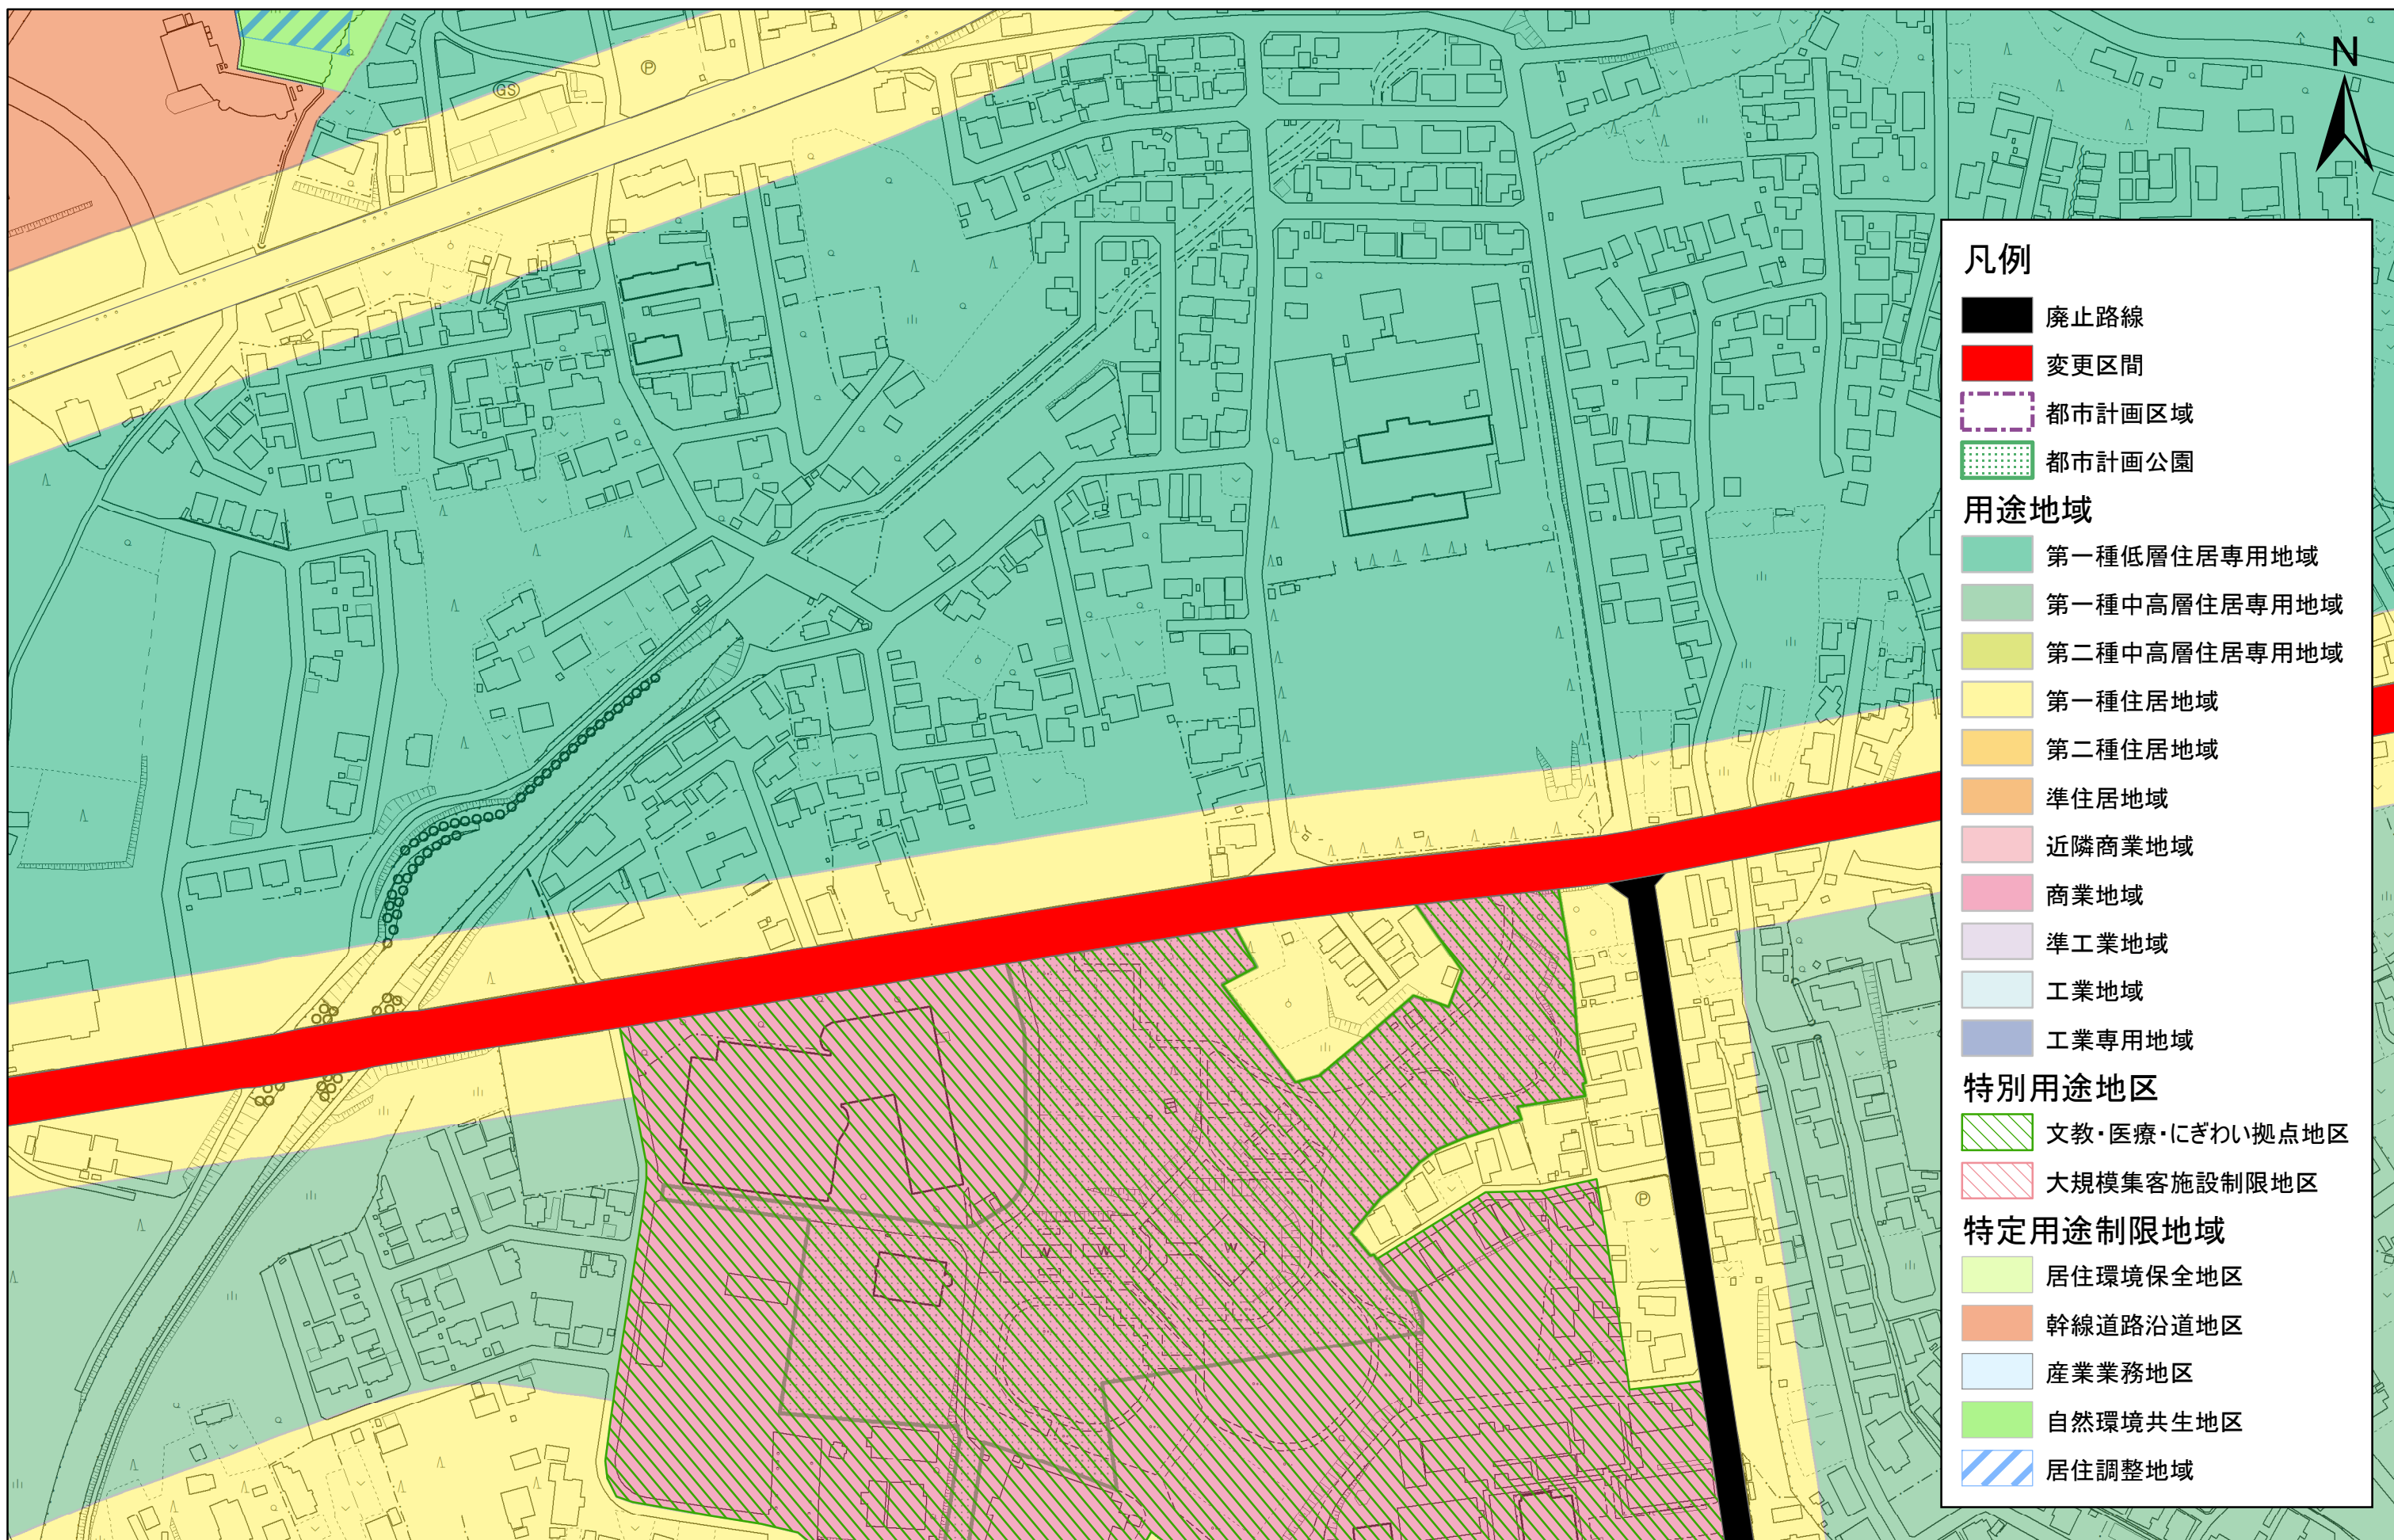 GS
P
N
凡例
廃止路線
変更区間
都市計画区域
都市計画公園
用途地域
第一種低層住居専用地域
第一種中高層住居専用地域
第二種中高層住居専用地域
第一種住居地域
第二種住居地域
準住居地域
近隣商業地域
商業地域
準工業地域
工業地域
工業専用地域
特別用途地区
文教・医療・にぎわい拠点地区
大規模集客施設制限地区
特定用途制限地域
居住環境保全地区
幹線道路沿道地区
産業業務地区
自然環境共生地区
居住調整地域
P
W W W